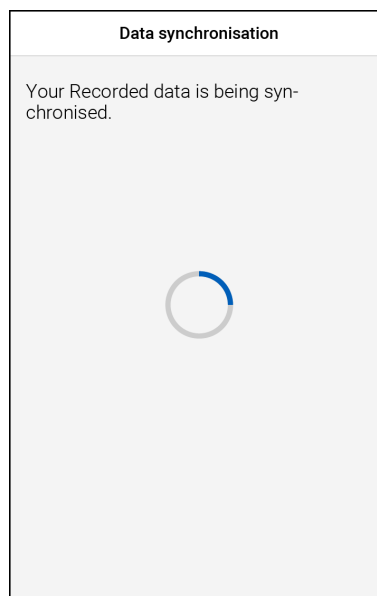 Data synchronisation
Your Recorded data is being syn-
chronised.